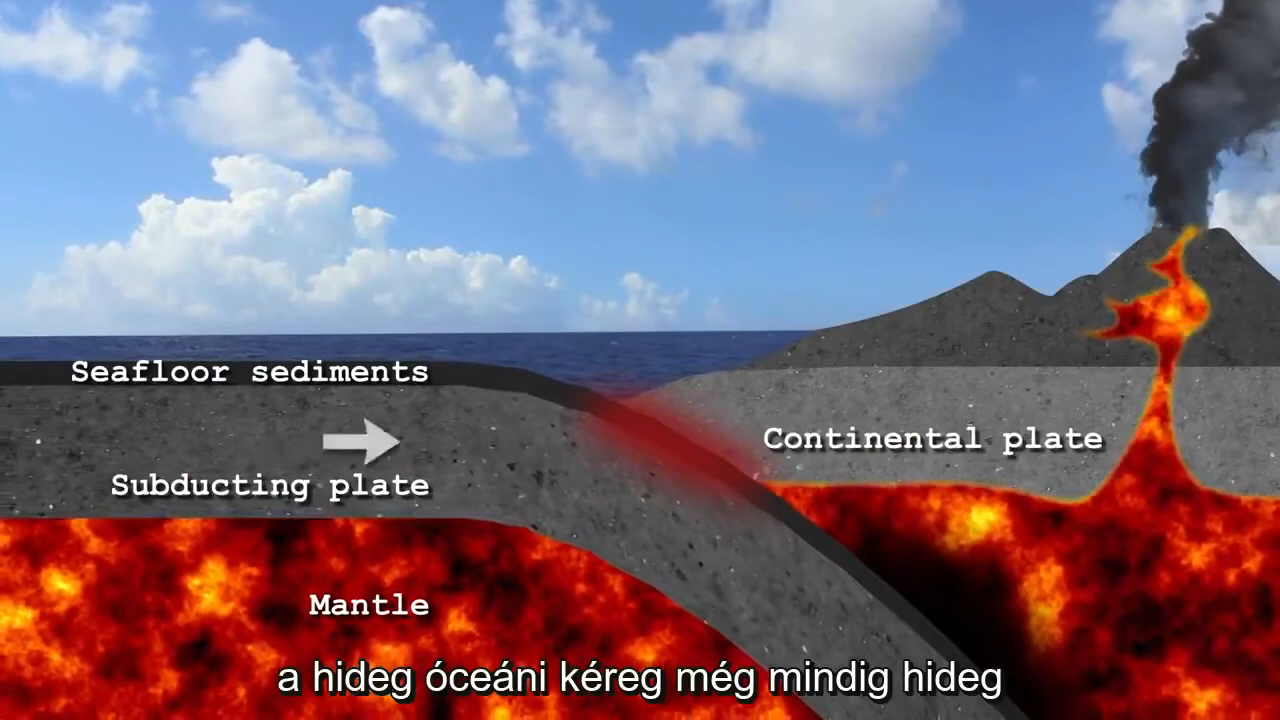 Seafloor sediments
Continental plate
Subducting plate
Mantle
a hideg óceáni kéreg még mindig hideg